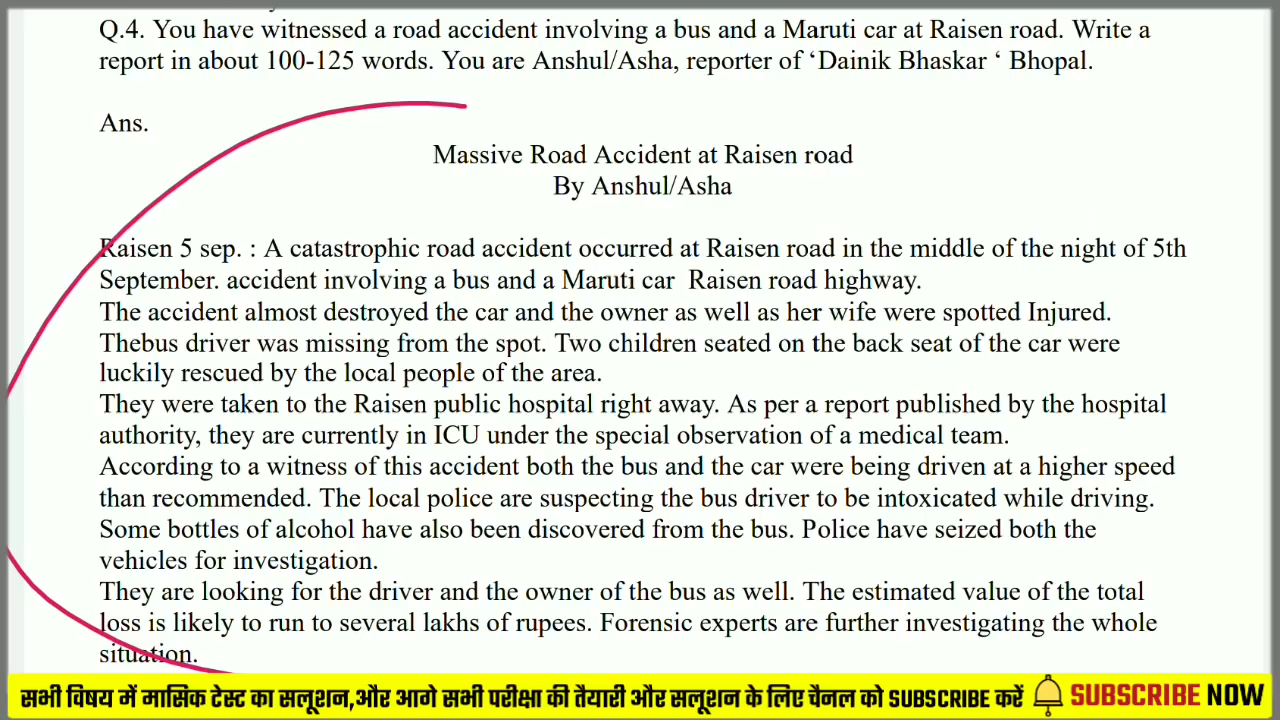 Q.4. You have witnessed a road accident involving a bus and a Maruti car at Raisen road. Write a
report in about 100-125 words. You are Anshul/Asha, reporter of ‘Dainik Bhaskar ‘ Bhopal.
Ans.
Massive Road Accident at Raisen road
By Anshul/Asha
Raisen 5 sep. : A catastrophic road accident occurred at Raisen road in the middle of the night of 5th
September. accident involving a bus and a Maruti car Raisen road highway.
The accident almost destroyed the car and the owner as well as her wife were spotted Injured.
Thebus driver was missing from the spot. Two children seated on the back seat of the car were
luckily rescued by the local people of the area.
They were taken to the Raisen public hospital right away. As per a report published by the hospital
authority, they are currently in ICU under the special observation of a medical team.
According to a witness of this accident both the bus and the car were being driven at a higher speed
than recommended. The local police are suspecting the bus driver to be intoxicated while driving.
Some bottles of alcohol have also been discovered from the bus. Police have seized both the
vehicles for investigation.
They are looking for the driver and the owner of the bus as well. The estimated value of the total
loss is likely to run to several lakhs of rupees. Forensic experts are further investigating the whole
situation.
सभी विषय में मासिक टेस्ट का सलूशन,और आगे सभी परीक्षा की तैयारी और सलूशन के लिए चैनल को SUBSCRIBE करें SUBSCRIBE NOW